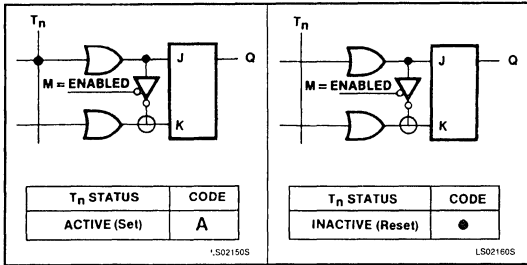 Tn
J
Q
M = ENABLED
K
Tn STATUS
CODE
ACTIVE (Set)
A
LS02150S
Tn
J
Q
M = ENABLED
K
Tn STATUS
CODE
INACTIVE (Reset)
●
LS02160S